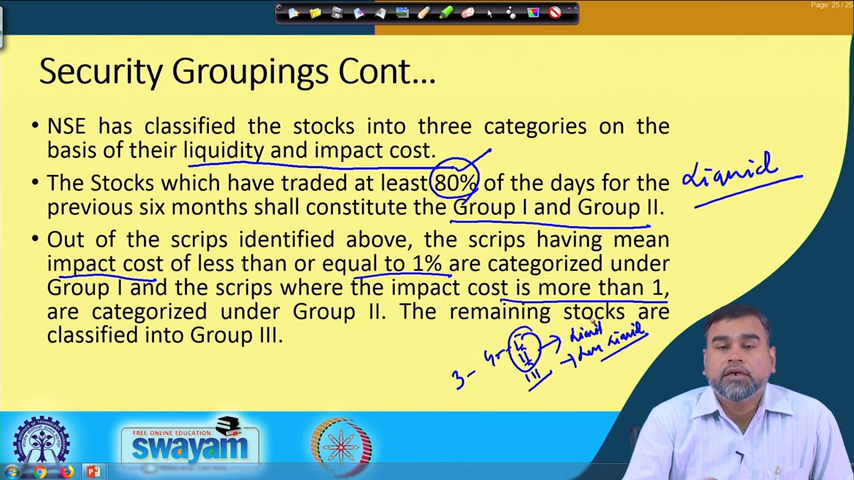 Page: 25 / 25
Security Groupings Cont...
• NSE has classified the stocks into three categories on the
basis of their liquidity and impact cost.
• The Stocks which have traded at least 80% of the days for the
previous six months shall constitute the Group I and Group II.
Liquid
• Out of the scrips identified above, the scrips having mean
impact cost of less than or equal to 1% are categorized under
Group I and the scrips where the impact cost is more than 1,
are categorized under Group II. The remaining stocks are
classified into Group III.
3 - Gr
I
II
III
Liquid
Less Liquid
FREE ONLINE EDUCATION
swayam